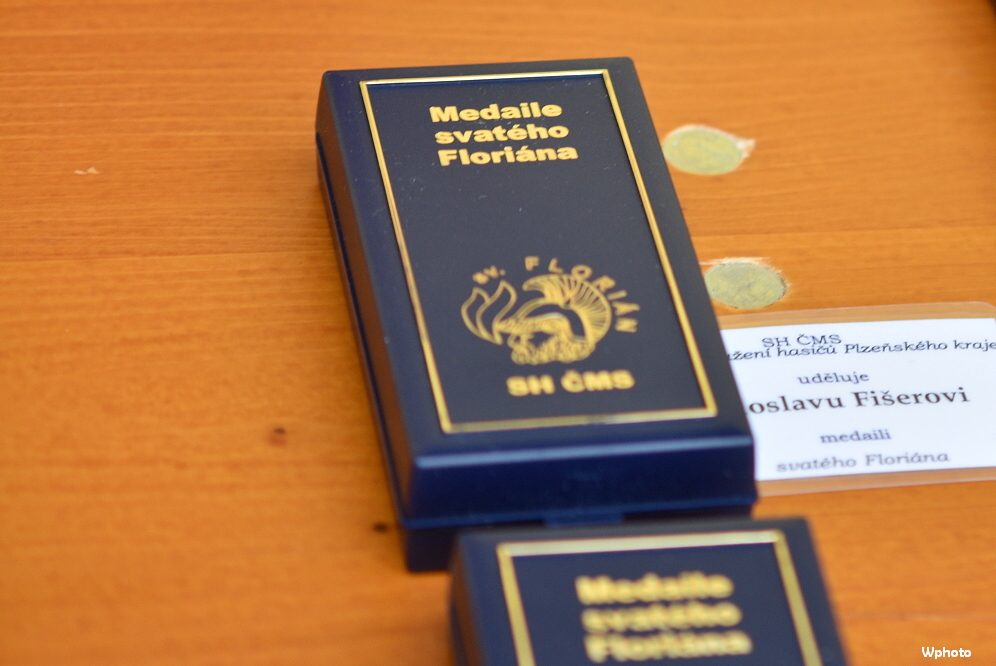 Medaile
svatého
Floriána
SV. FLORIÁN
SH ČMS
SH ČMS
žení hasičů Plzeňského kraje
uděluje
oslavu Fišerovi
medaili
svatého Floriána
Medaile
svatého
Floriána
Wphoto